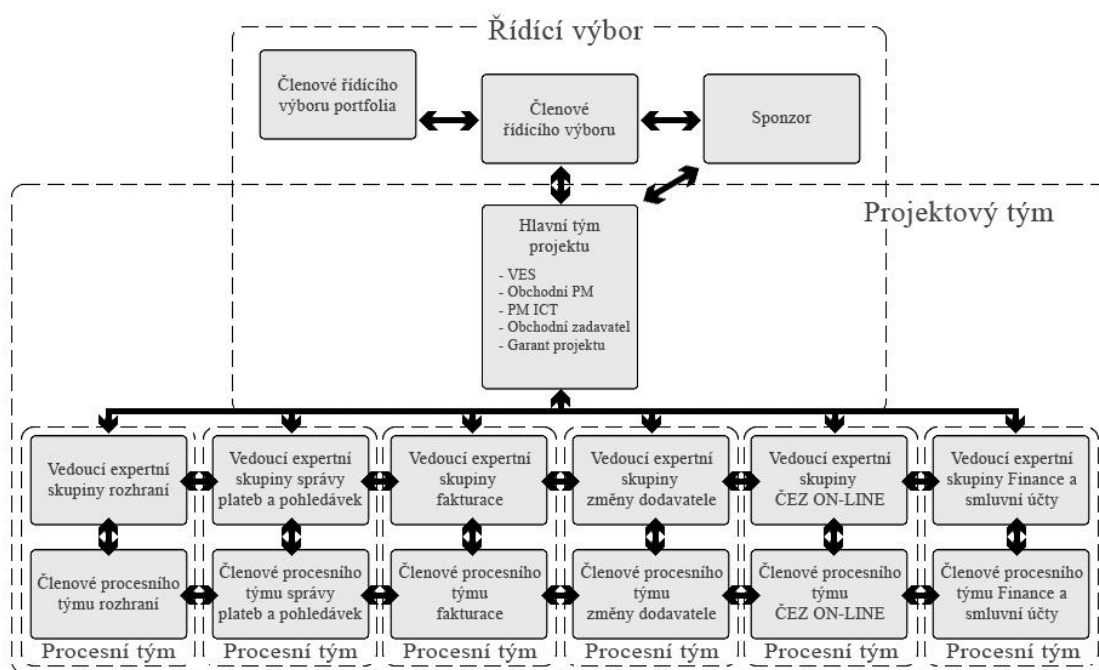 Řídící výbor
Členové řídícího
výboru portfolia
Členové
řídícího výboru
Sponzor
Projektový tým
Hlavní tým
projektu
- VES
- Obchodní PM
- PM ICT
- Obchodní zadavatel
- Garant projektu
Vedoucí expertní
skupiny rozhraní
Vedoucí expertní
skupiny správy
plateb a pohledávek
Vedoucí expertní
skupiny
fakturace
Vedoucí expertní
skupiny
změny dodavatele
Vedoucí expertní
skupiny
ČEZ ON-LINE
Vedoucí expertní
skupiny Finance a
smluvní účty
Členové procesního
týmu rozhraní
Členové procesního
týmu správy
plateb a pohledávek
Členové procesního
týmu
fakturace
Členové procesního
týmu
změny dodavatele
Členové procesního
týmu
ČEZ ON-LINE
Členové procesního
týmu Finance a
smluvní účty
Procesní tým
Procesní tým
Procesní tým
Procesní tým
Procesní tým
Procesní tým